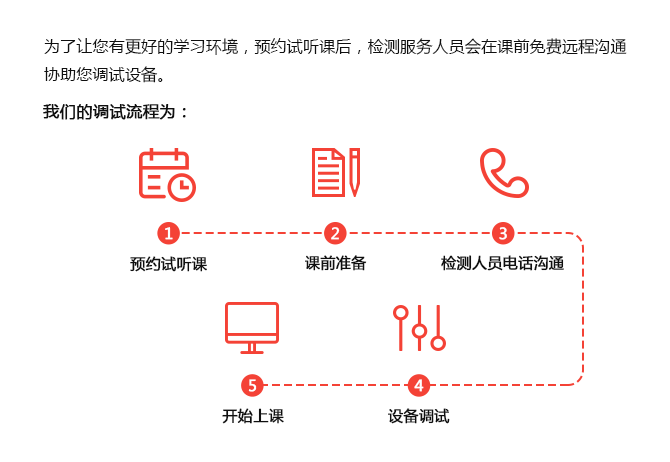 为了让您有更好的学习环境，预约试听课后，检测服务人员会在课前免费远程沟通
协助您调试设备。
我们的调试流程为：
1 2 3
预约试听课 课前准备 检测人员电话沟通
5 4
开始上课 设备调试